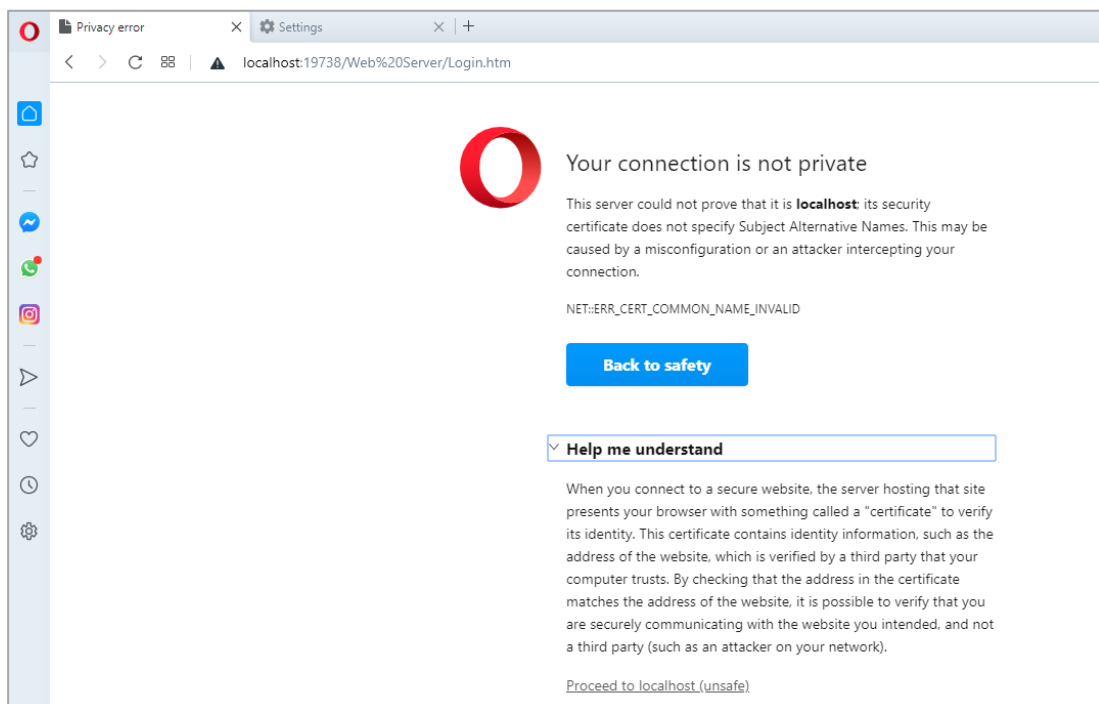 Privacy error
Settings
localhost:19738/Web%20Server/Login.htm
Your connection is not private
This server could not prove that it is localhost; its security
certificate does not specify Subject Alternative Names. This may be
caused by a misconfiguration or an attacker intercepting your
connection.
NET::ERR_CERT_COMMON_NAME_INVALID
Back to safety
Help me understand
When you connect to a secure website, the server hosting that site
presents your browser with something called a "certificate" to verify
its identity. This certificate contains identity information, such as the
address of the website, which is verified by a third party that your
computer trusts. By checking that the address in the certificate
matches the address of the website, it is possible to verify that you
are securely communicating with the website you intended, and not
a third party (such as an attacker on your network).
Proceed to localhost (unsafe)